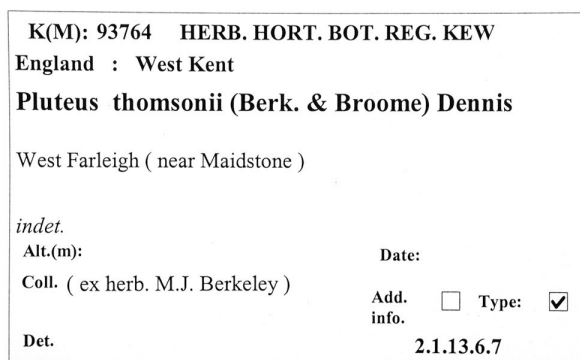 K(M): 93764 HERB. HORT. BOT. REG. KEW
England : West Kent
Pluteus thomsonii (Berk. & Broome) Dennis
West Farleigh ( near Maidstone )
indet.
Alt.(m): Date:
Coll. ( ex herb. M.J. Berkeley )
Add. info. Type:
Det. 2.1.13.6.7